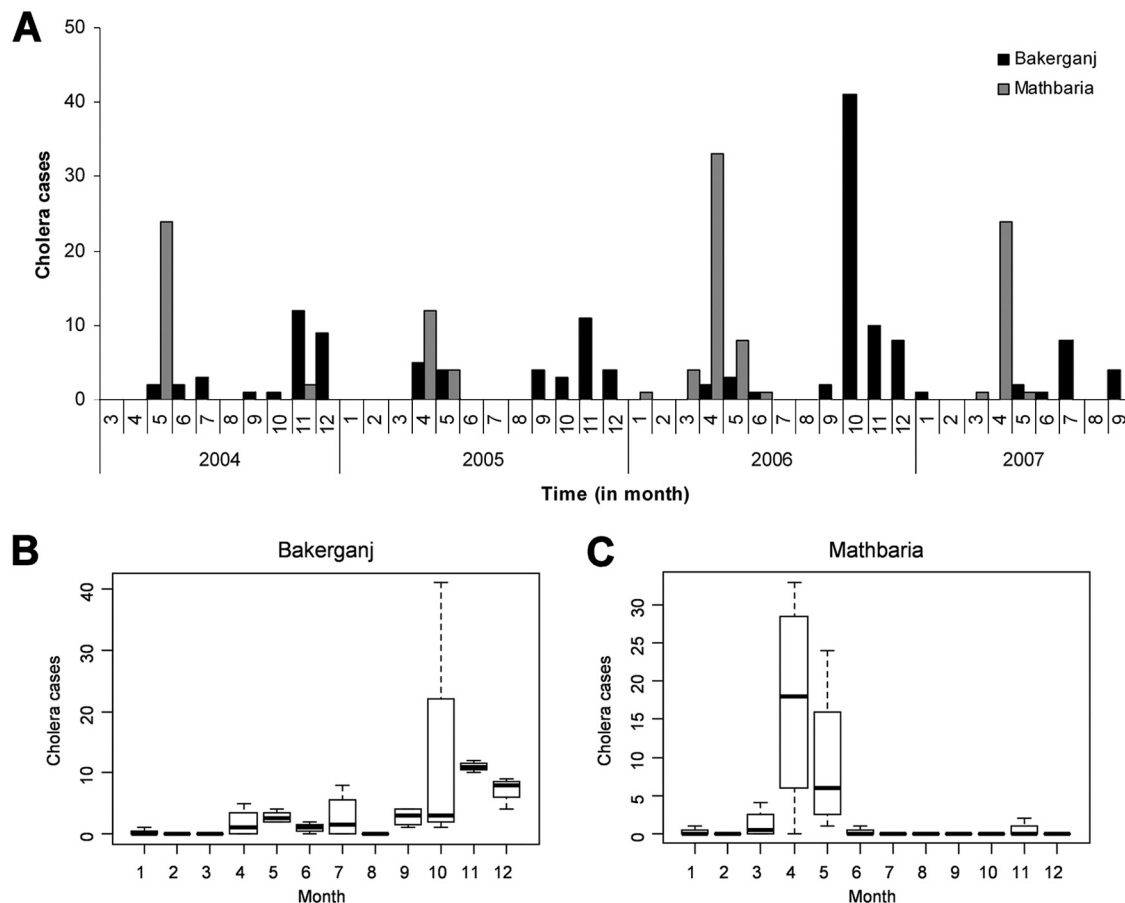 A
50
40
30
20
10
0
Cholera cases
Bakerganj
Mathbaria
3 4 5 6 7 8 9 10 11 12 1 2 3 4 5 6 7 8 9 10 11 12 1 2 3 4 5 6 7 8 9 10 11 12 1 2 3 4 5 6 7 8 9
2004 2005 2006 2007
Time (in month)
B
Bakerganj
40
30
20
10
0
Cholera cases
1 2 3 4 5 6 7 8 9 10 11 12
Month
C
Mathbaria
30
25
20
15
10
5
0
Cholera cases
1 2 3 4 5 6 7 8 9 10 11 12
Month